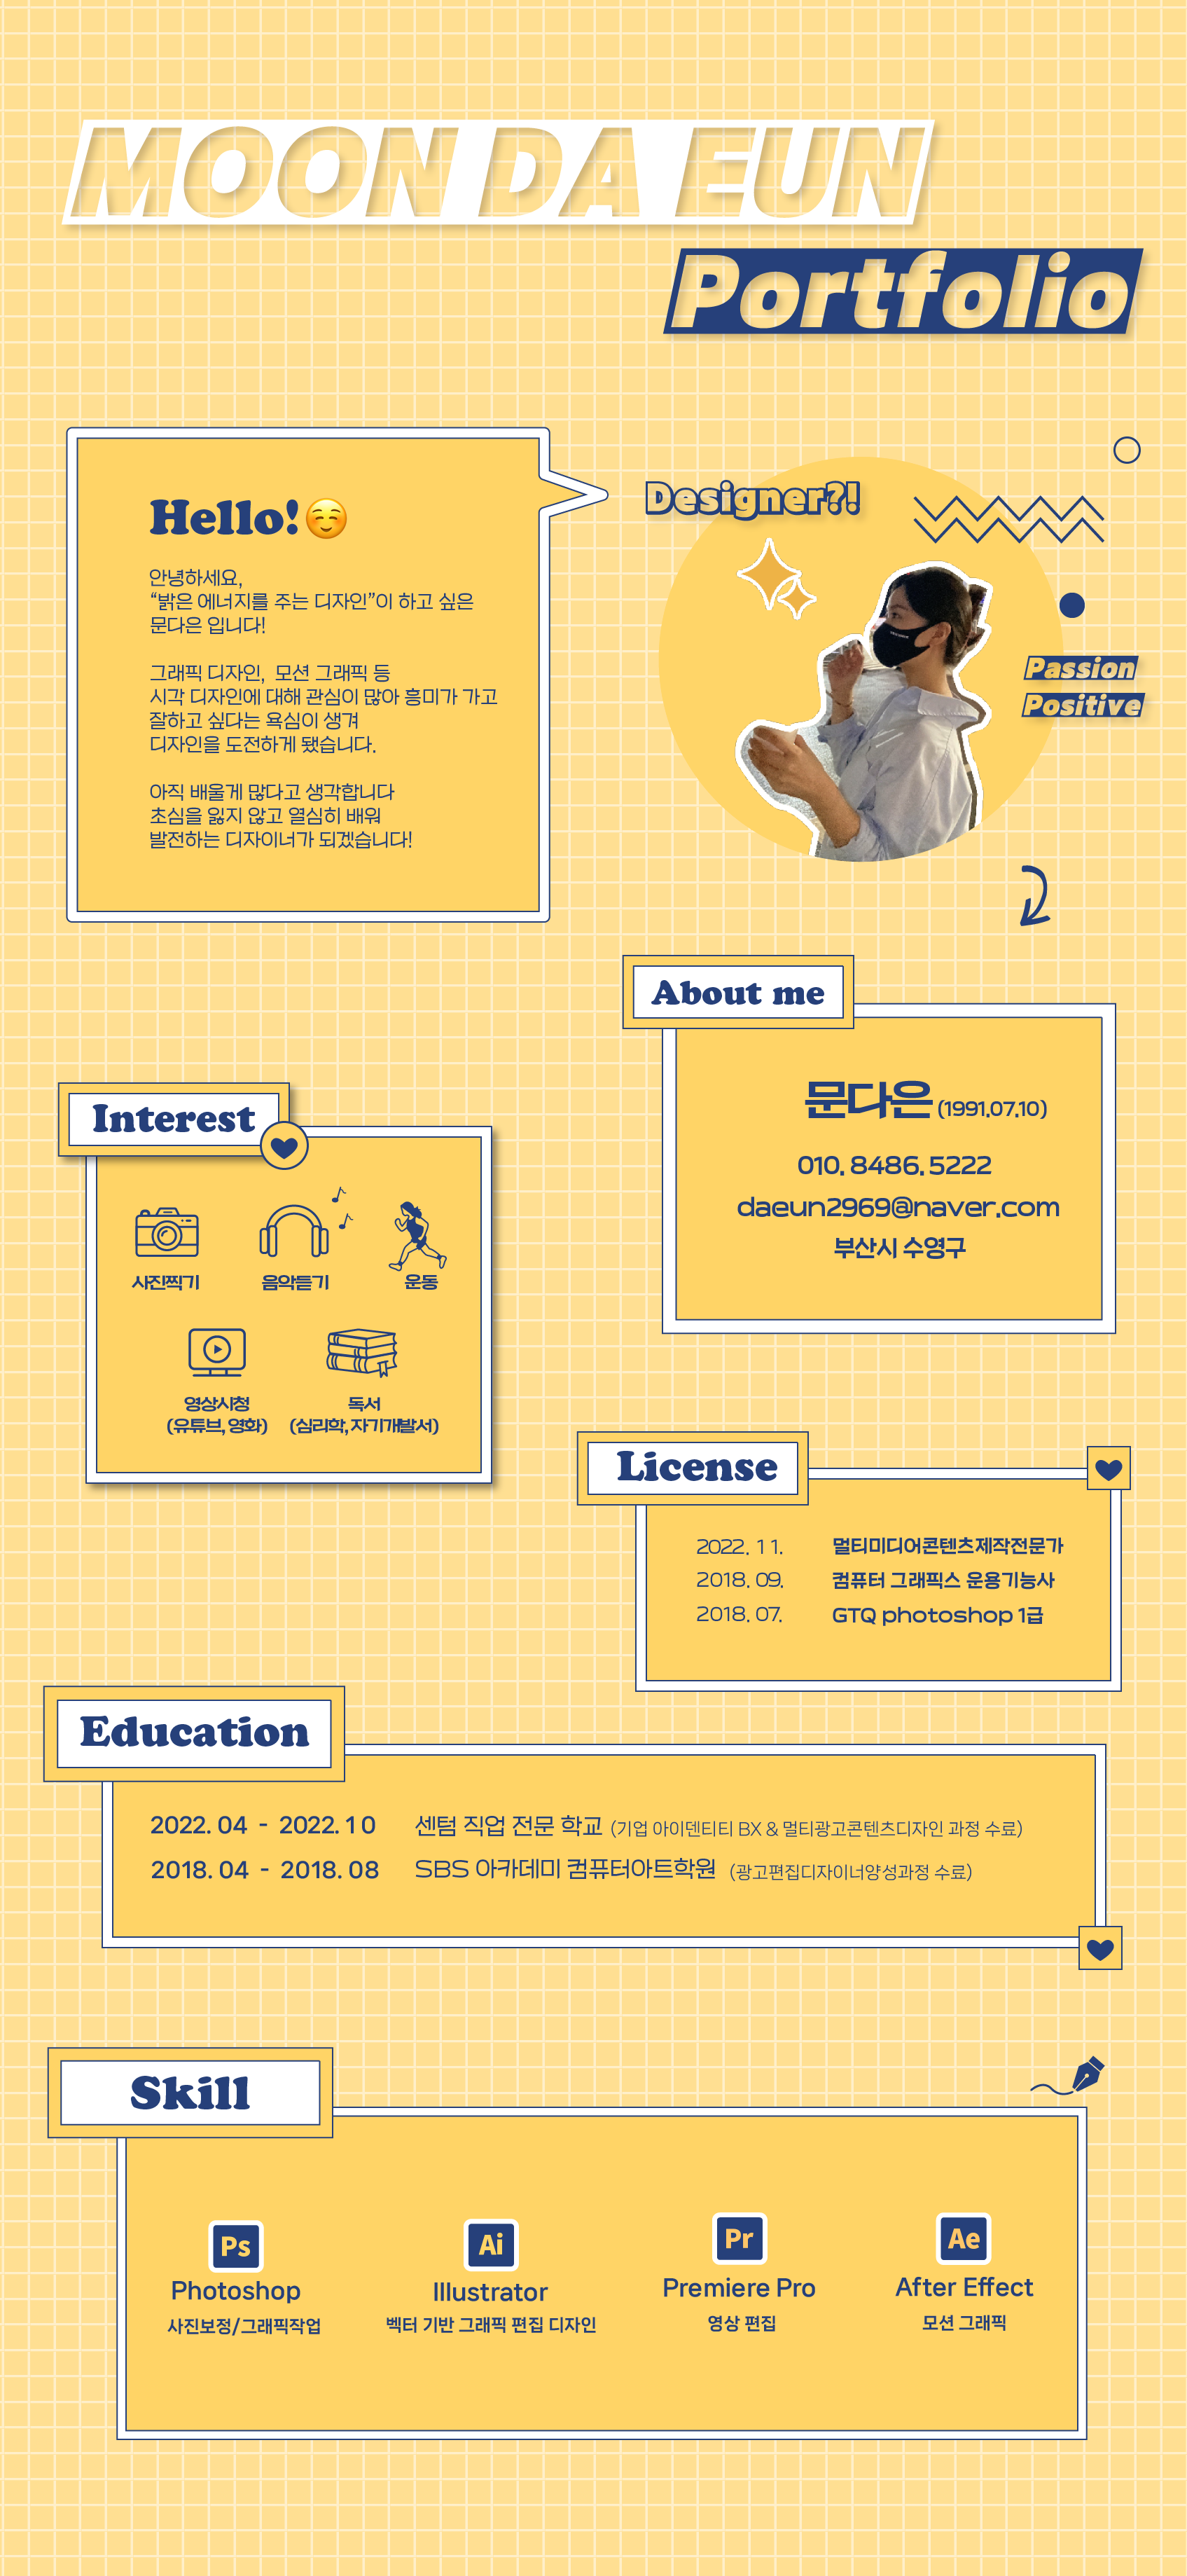 MOON DA EUN
Portfolio
Hello!
안녕하세요,
“밝은 에너지를 주는 디자인”이 하고 싶은
문다은 입니다!
그래픽 디자인, 모션 그래픽 등
시각 디자인에 대해 관심이 많아 흥미가 가고
잘하고 싶다는 욕심이 생겨
디자인을 도전하게 됐습니다.
아직 배울게 많다고 생각합니다
초심을 잃지 않고 열심히 배워
발전하는 디자이너가 되겠습니다!
Designer?!
Passion
Positive
About me
문다은 (1991.07.10)
010. 8486. 5222
daeun2969@naver.com
부산시 수영구
Interest
사진찍기 음악듣기 운동
영상시청 독서
(유튜브, 영화) (심리학, 자기개발서)
License
2022. 11. 멀티미디어콘텐츠제작전문가
2018. 09. 컴퓨터 그래픽스 운용기능사
2018. 07. GTQ photoshop 1급
Education
2022. 04 - 2022. 10 센텀 직업 전문 학교 (기업 아이덴티티 BX & 멀티광고콘텐츠디자인 과정 수료)
2018. 04 - 2018. 08 SBS 아카데미 컴퓨터아트학원 (광고편집디자이너양성과정 수료)
Skill
Ps Ai Pr Ae
Photoshop Illustrator Premiere Pro After Effect
사진보정/그래픽작업 벡터 기반 그래픽 편집 디자인 영상 편집 모션 그래픽